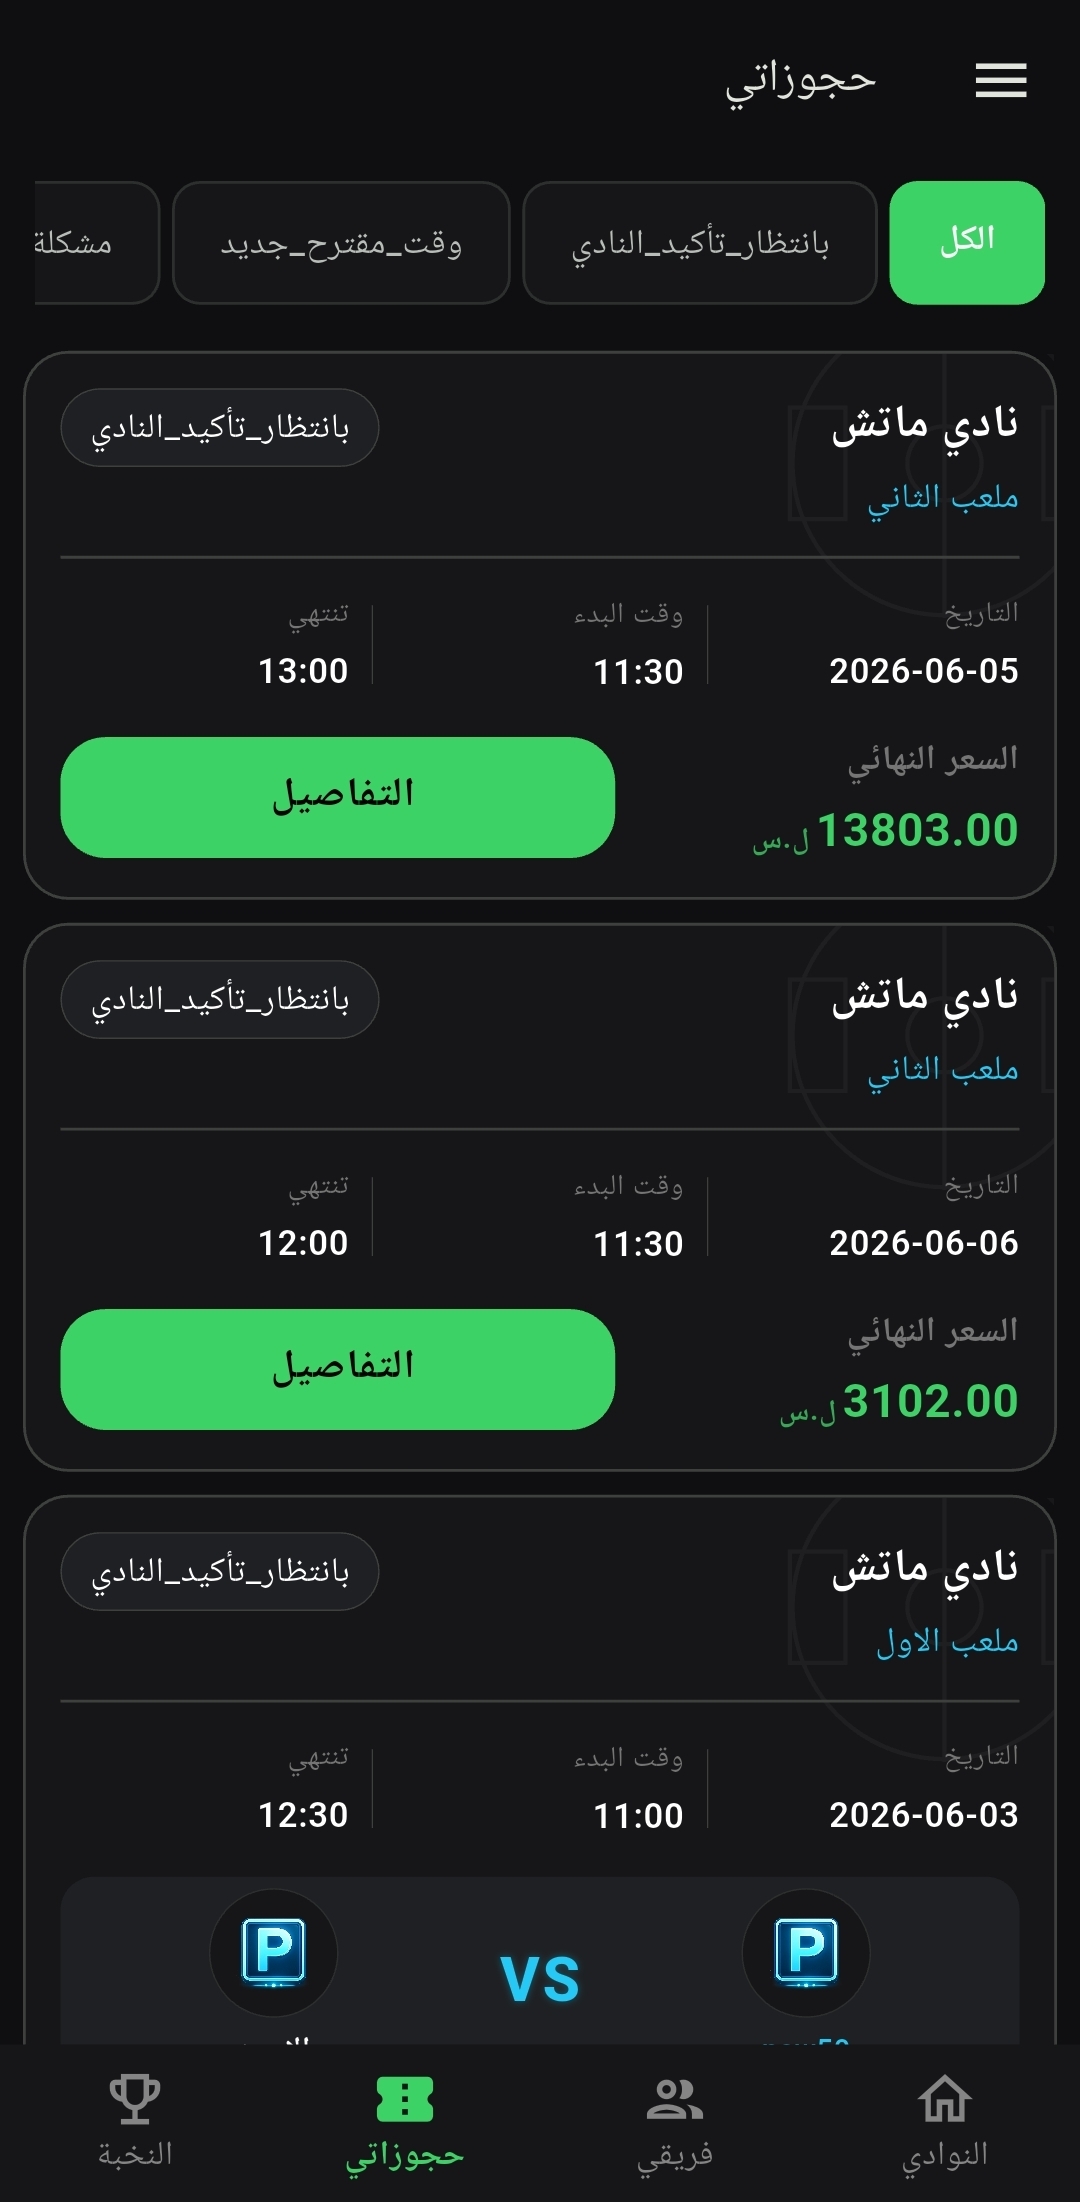 حجوزاتي
الكل
بانتظار_تأكيد_النادي
وقت_مقترح_جديد
مشكلة
نادي ماتش
بانتظار_تأكيد_النادي
ملعب الثاني
التاريخ وقت البدء تنتهي
2026-06-05 11:30 13:00
السعر النهائي
13803.00 ل.س
التفاصيل
نادي ماتش
بانتظار_تأكيد_النادي
ملعب الثاني
التاريخ وقت البدء تنتهي
2026-06-06 11:30 12:00
السعر النهائي
3102.00 ل.س
التفاصيل
نادي ماتش
بانتظار_تأكيد_النادي
ملعب الاول
التاريخ وقت البدء تنتهي
2026-06-03 11:00 12:30
P VS P
النوادي
فريقي
حجوزاتي
النخبة